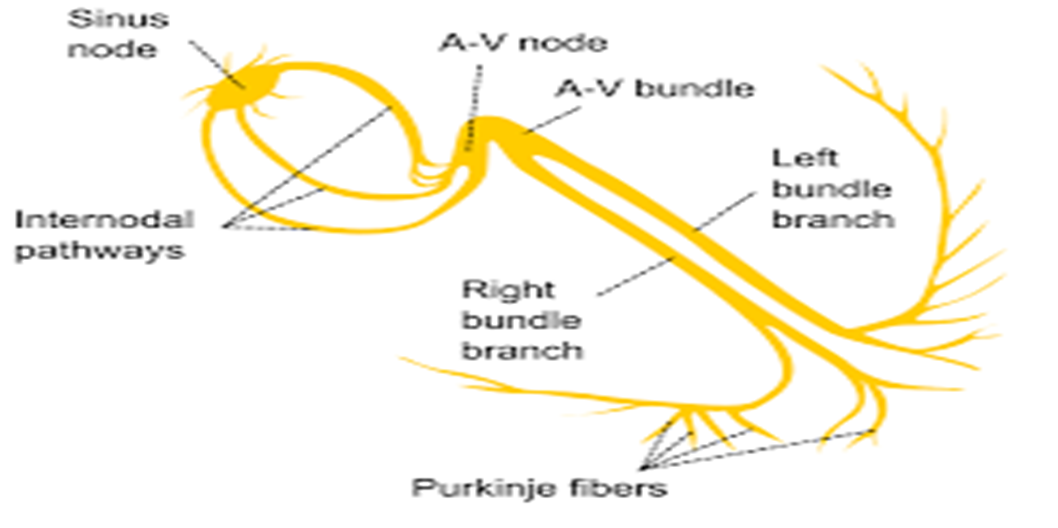 Sinus
node
A-V node
A-V bundle
Left
bundle
branch
Internodal
pathways
Right
bundle
branch
Purkinje fibers